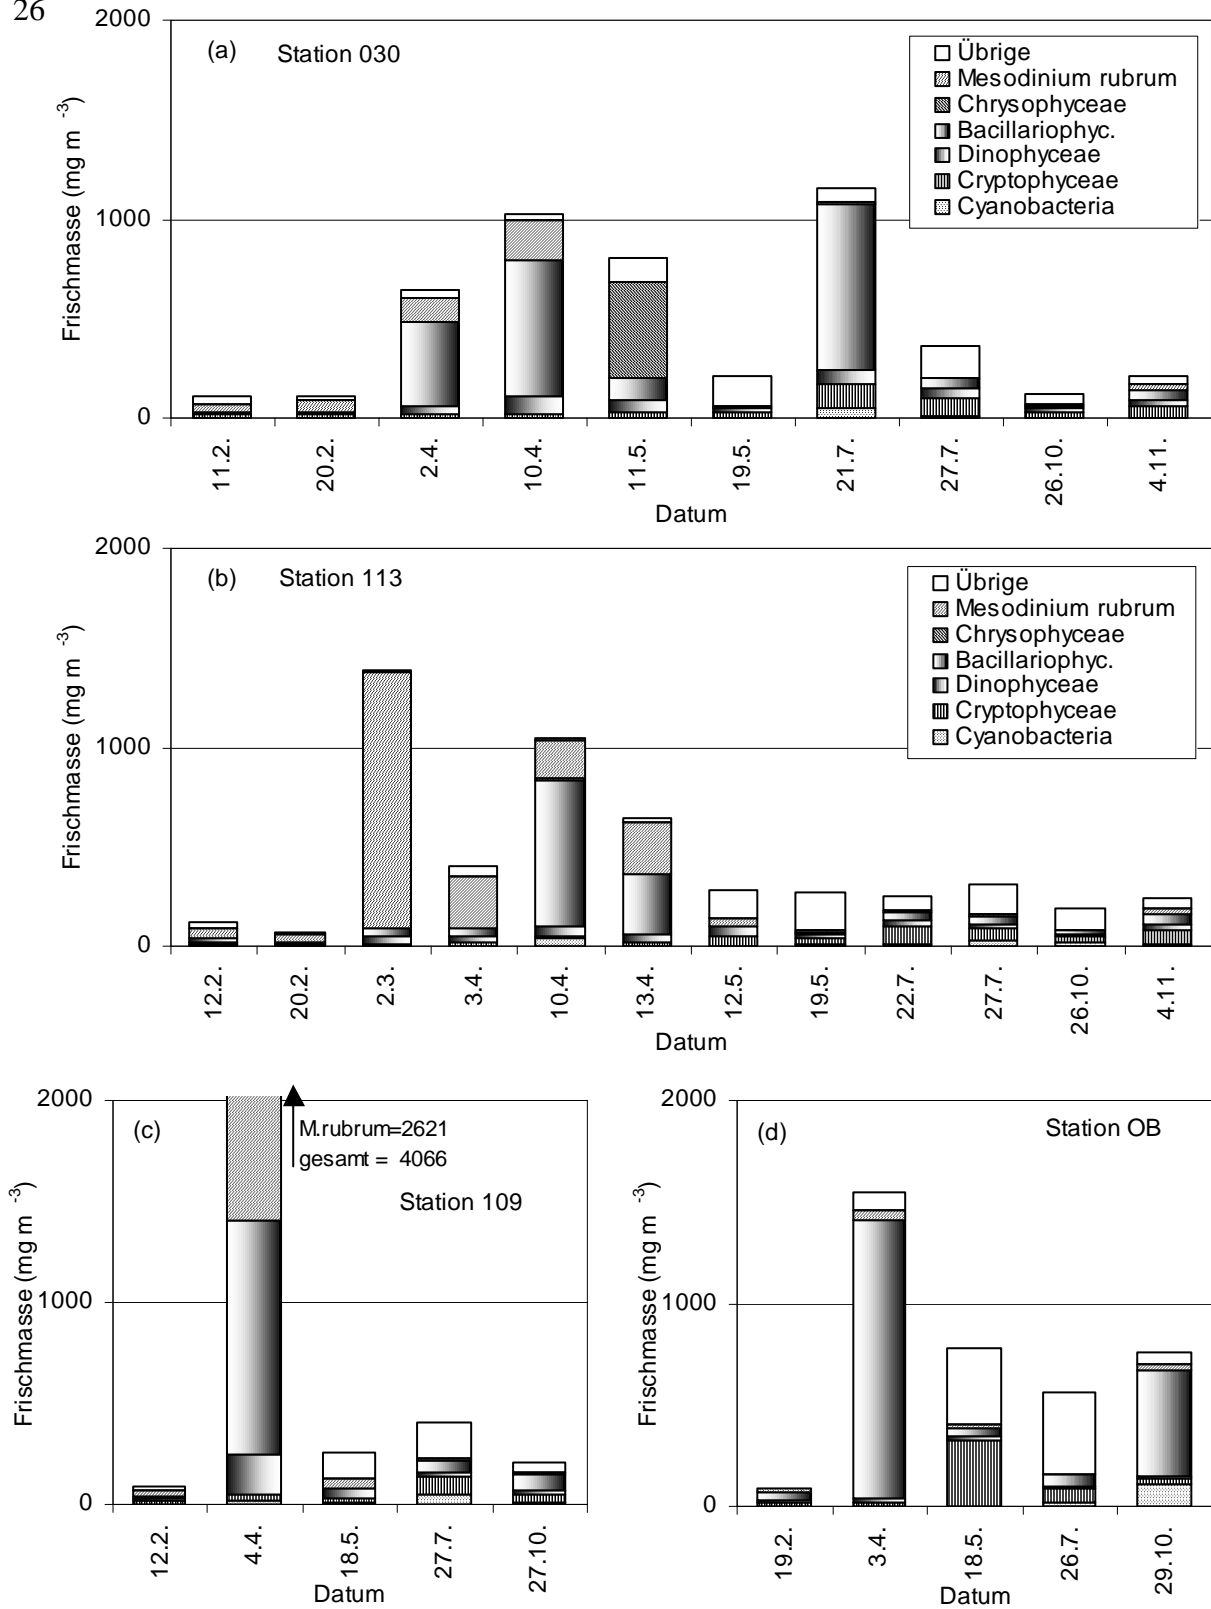 26
2000
(a) Station 030
Übrige
Mesodinium rubrum
Chrysophyceae
Bacillariophyc.
Dinophyceae
Cryptophyceae
Cyanobacteria
Frischmasse (mg m -3)
1000
0
11.2. 20.2. 2.4. 10.4. 11.5. 19.5. 21.7. 27.7. 26.10. 4.11.
Datum
2000
(b) Station 113
Übrige
Mesodinium rubrum
Chrysophyceae
Bacillariophyc.
Dinophyceae
Cryptophyceae
Cyanobacteria
Frischmasse (mg m -3)
1000
0
12.2. 20.2. 2.3. 3.4. 10.4. 13.4. 12.5. 19.5. 22.7. 27.7. 26.10. 4.11.
Datum
2000
(c)
M.rubrum=2621
gesamt = 4066
Station 109
Frischmasse (mg m -3)
1000
0
12.2. 4.4. 18.5. 27.7. 27.10.
Datum
2000
(d) Station OB
Frischmasse (mg m -3)
1000
0
19.2. 3.4. 18.5. 26.7. 29.10.
Datum